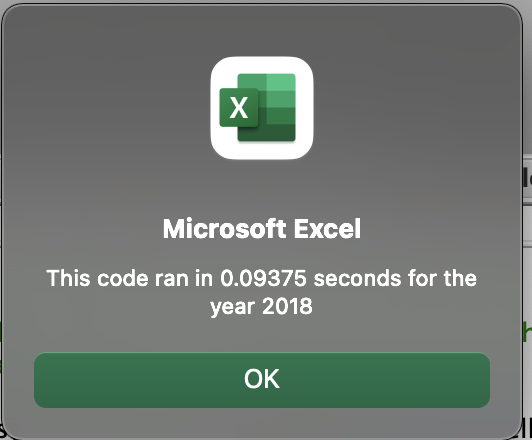 X
Microsoft Excel
This code ran in 0.09375 seconds for the
year 2018
OK